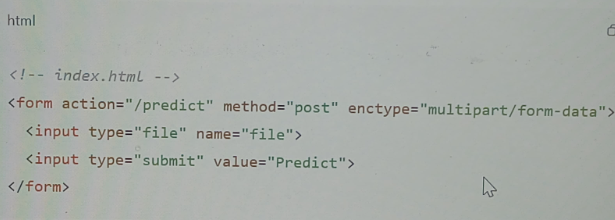 html
<!-- index.html -->
<form action="/predict" method="post" enctype="multipart/form-data">
<input type="file" name="file">
<input type="submit" value="Predict">
</form>